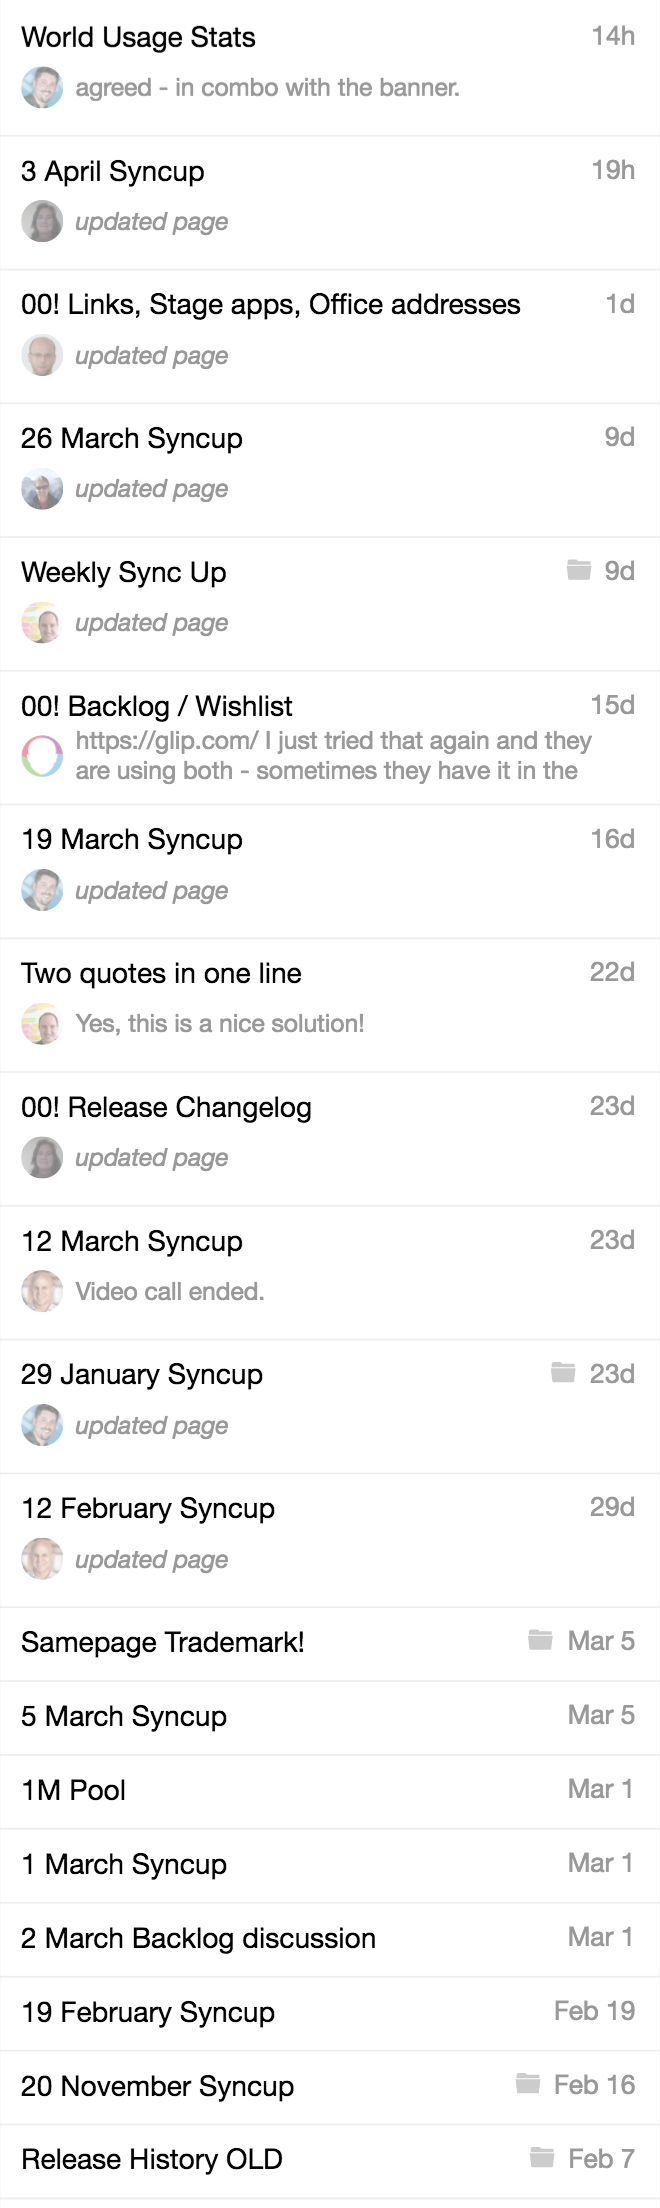 World Usage Stats 14h
agreed - in combo with the banner.
3 April Syncup 19h
updated page
00! Links, Stage apps, Office addresses 1d
updated page
26 March Syncup 9d
updated page
Weekly Sync Up 9d
updated page
00! Backlog / Wishlist 15d
https://glip.com/ I just tried that again and they
are using both - sometimes they have it in the
19 March Syncup 16d
updated page
Two quotes in one line 22d
Yes, this is a nice solution!
00! Release Changelog 23d
updated page
12 March Syncup 23d
Video call ended.
29 January Syncup 23d
updated page
12 February Syncup 29d
updated page
Samepage Trademark! Mar 5
5 March Syncup Mar 5
1M Pool Mar 1
1 March Syncup Mar 1
2 March Backlog discussion Mar 1
19 February Syncup Feb 19
20 November Syncup Feb 16
Release History OLD Feb 7